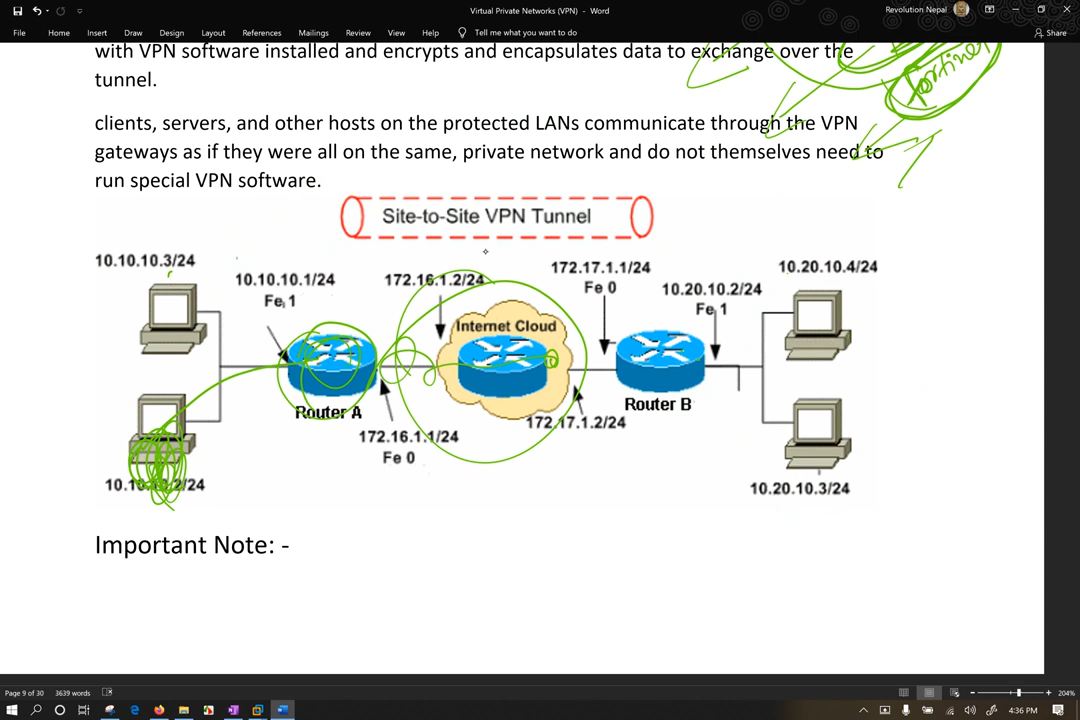 Virtual Private Networks (VPN) - Word
Revolution Nepal
File Home Insert Draw Design Layout References Mailings Review View Help Tell me what you want to do Share
with VPN software installed and encrypts and encapsulates data to exchange over the
tunnel.
Fortinet
clients, servers, and other hosts on the protected LANs communicate through the VPN
gateways as if they were all on the same, private network and do not themselves need to
run special VPN software.
Site-to-Site VPN Tunnel
10.10.10.3/24
10.10.10.1/24
Fe 1
172.16.1.2/24
172.17.1.1/24
Fe 0
10.20.10.2/24
Fe 1
10.20.10.4/24
Internet Cloud
Router A
Router B
172.16.1.1/24
Fe 0
172.17.1.2/24
10.20.10.3/24
Important Note: -
Page 9 of 30 3639 words
204%
4:36 PM